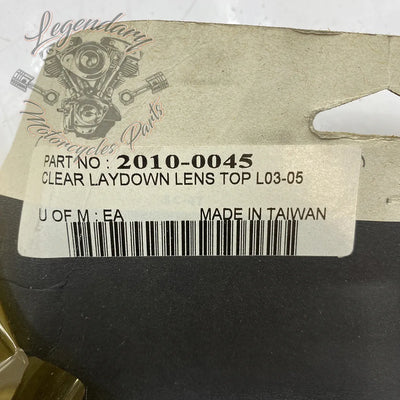 Legendary
Motorcycles Parts
PART NO : 2010-0045
CLEAR LAYDOWN LENS TOP L03-05
U OF M : EA MADE IN TAIWAN